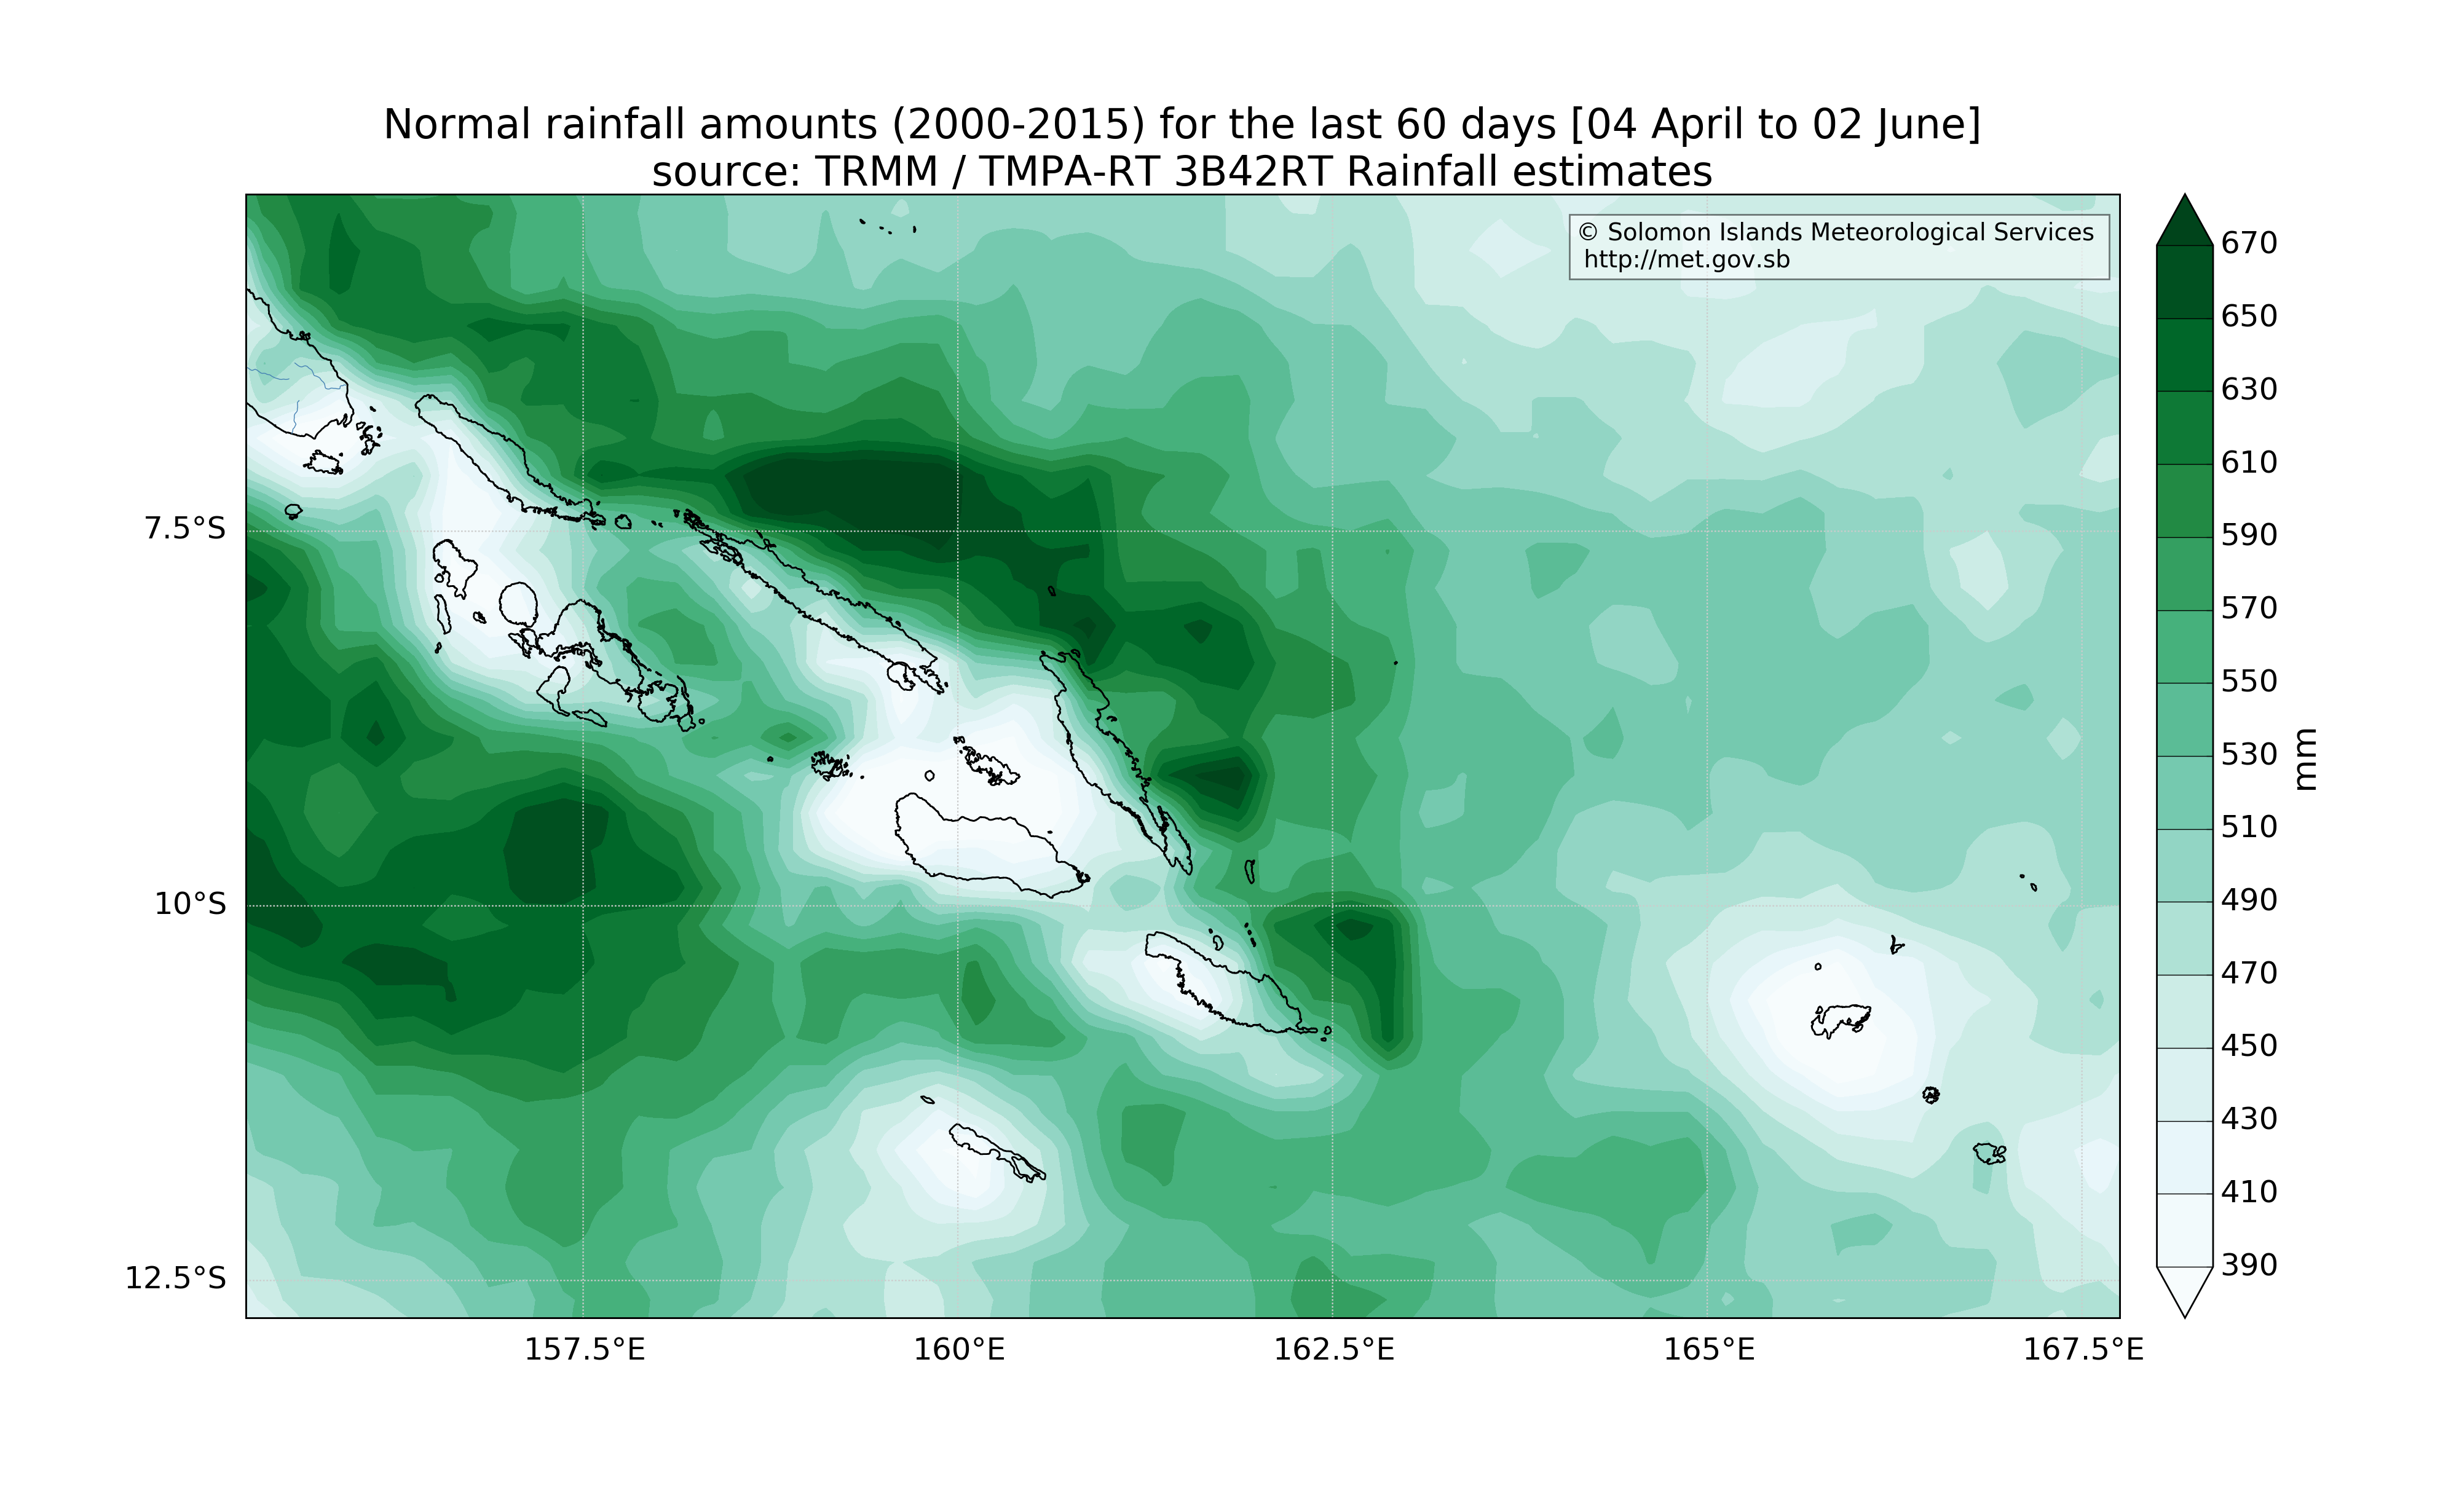 Normal rainfall amounts (2000-2015) for the last 60 days [04 April to 02 June]
source: TRMM / TMPA-RT 3B42RT Rainfall estimates
© Solomon Islands Meteorological Services
http://met.gov.sb
7.5°S
10°S
12.5°S
157.5°E
160°E
162.5°E
165°E
167.5°E
670
650
630
610
590
570
550
530
510
490
470
450
430
410
390
mm